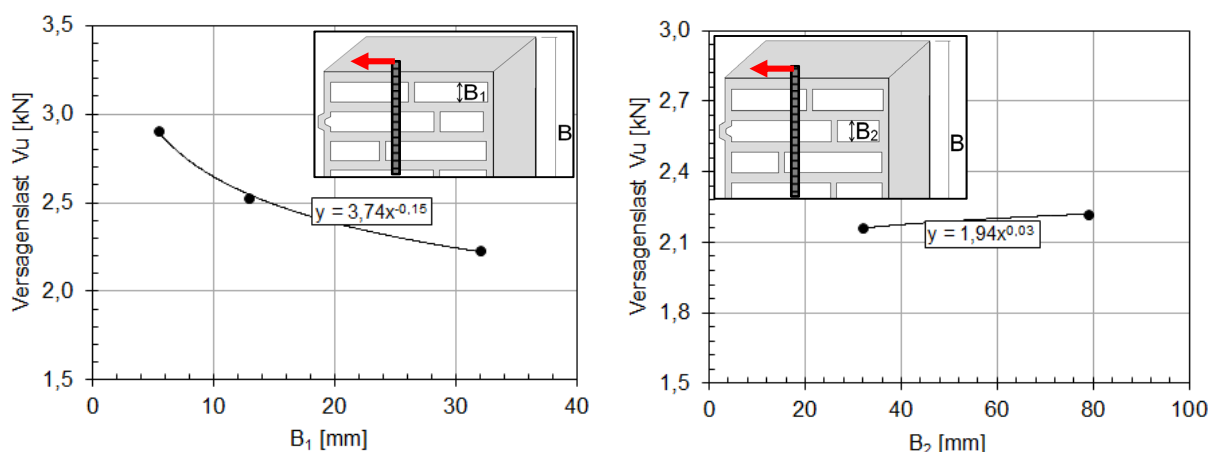 Versagenslast Vu [kN]
3,5
3,0
2,5
2,0
1,5
0
10
20
30
40
B₁ [mm]
y = 3,74x^-0,15
B₁
B
Versagenslast Vu [kN]
3,0
2,7
2,4
2,1
1,8
1,5
0
20
40
60
80
100
B₂ [mm]
y = 1,94x^0,03
B₂
B